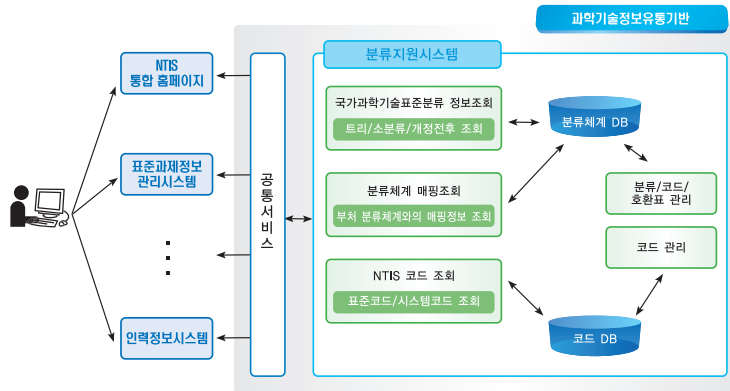 과학기술정보유통기반
NTIS
통합 홈페이지
표준과제정보
관리시스템
인력정보시스템
공통서비스
분류지원시스템
국가과학기술표준분류 정보조회
트리/소분류/개정전후 조회
분류체계 매핑조회
부처 분류체계와의 매핑정보 조회
NTIS 코드 조회
표준코드/시스템코드 조회
분류체계 DB
분류/코드/
호환표 관리
코드 관리
코드 DB